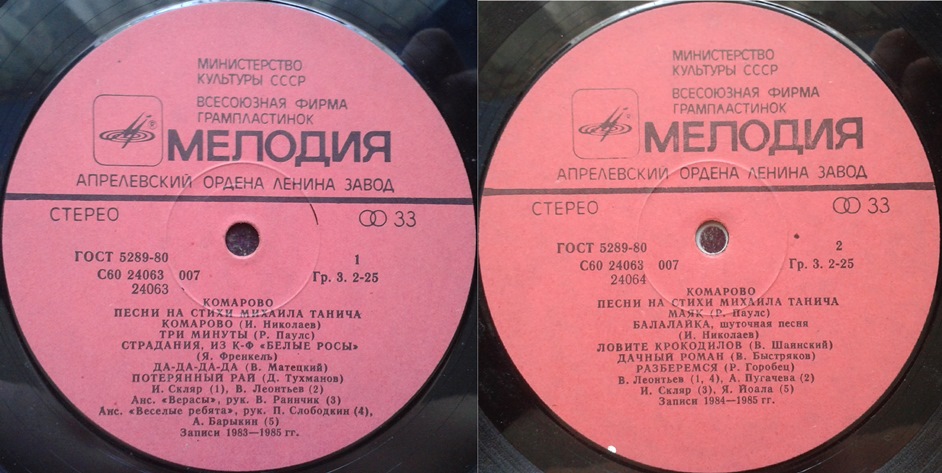 МИНИСТЕРСТВО
КУЛЬТУРЫ СССР
ВСЕСОЮЗНАЯ ФИРМА
ГРАМПЛАСТИНОК
МЕЛОДИЯ
АПРЕЛЕВСКИЙ ОРДЕНА ЛЕНИНА ЗАВОД
СТЕРЕО 33
ГОСТ 5289-80 1
С60 24063 007 Гр. 3. 2-25
24063
КОМАРОВО
ПЕСНИ НА СТИХИ МИХАИЛА ТАНИЧА
КОМАРОВО (И. Николаев)
ТРИ МИНУТЫ (Р. Паулс)
СТРАДАНИЯ, ИЗ К-Ф «БЕЛЫЕ РОСЫ»
(Я. Френкель)
ДА-ДА-ДА-ДА (В. Матецкий)
ПОТЕРЯННЫЙ РАЙ (Д. Тухманов)
И. Скляр (1), В. Леонтьев (2)
Анс. «Верасы», рук. В. Раинчик (3)
Анс. «Веселые ребята», рук. П. Слободкин (4),
А. Барыкин (5)
Записи 1983—1985 гг.
МИНИСТЕРСТВО
КУЛЬТУРЫ СССР
ВСЕСОЮЗНАЯ ФИРМА
ГРАМПЛАСТИНОК
МЕЛОДИЯ
АПРЕЛЕВСКИЙ ОРДЕНА ЛЕНИНА ЗАВОД
СТЕРЕО 33
ГОСТ 5289-80 2
С60 24063 007 Гр. 3. 2-25
24064
КОМАРОВО
ПЕСНИ НА СТИХИ МИХАИЛА ТАНИЧА
МАЯК (Р. Паулс)
БАЛАЛАЙКА, шуточная песня
(И. Николаев)
ЛОВИТЕ КРОКОДИЛОВ (В. Шаинский)
ДАЧНЫЙ РОМАН (В. Быстряков)
РАЗБЕРЕМСЯ (Р. Горобец)
В. Леонтьев (1, 4), А. Пугачева (2)
И. Скляр (3), Я. Йоала (5)
Записи 1984—1985 гг.